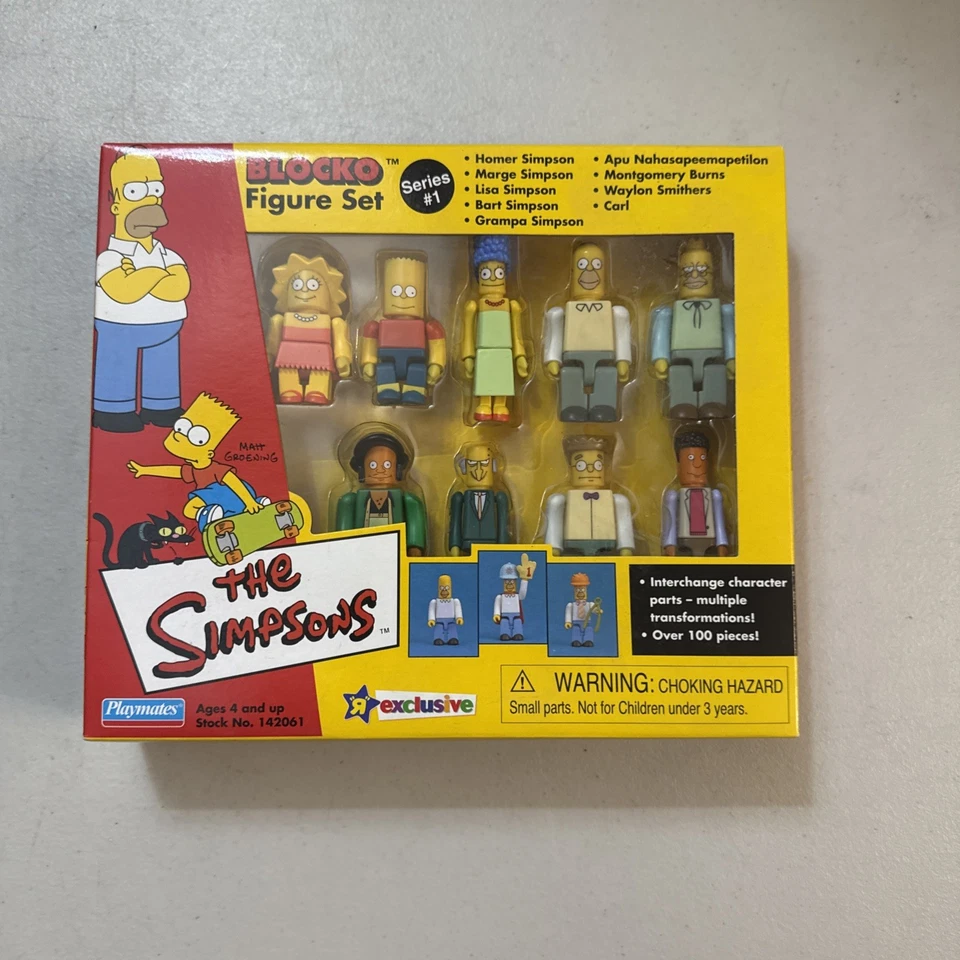 BLOCKO™
Figure Set
Series
#1
• Homer Simpson
• Marge Simpson
• Lisa Simpson
• Bart Simpson
• Grampa Simpson
• Apu Nahasapeemapetilon
• Montgomery Burns
• Waylon Smithers
• Carl
MATT
GROENING
THE
SIMPSONS™
1
• Interchange character
parts – multiple
transformations!
• Over 100 pieces!
Playmates®
Ages 4 and up
Stock No. 142061
R exclusive
WARNING: CHOKING HAZARD
Small parts. Not for Children under 3 years.